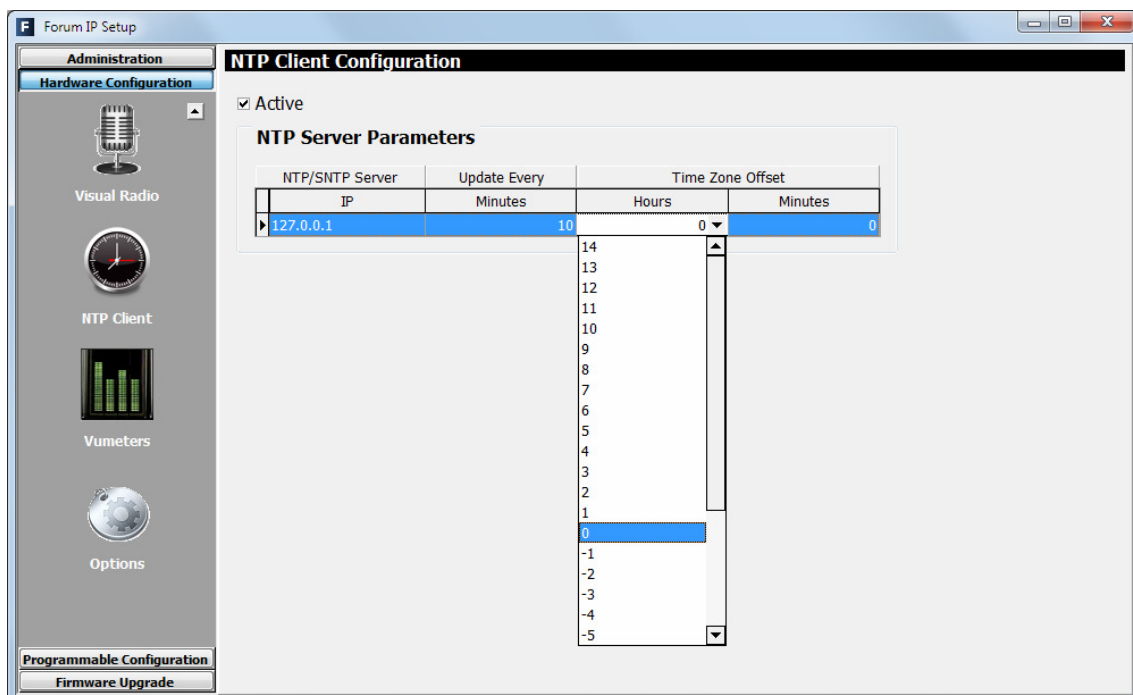 Forum IP Setup
Administration
Hardware Configuration
Visual Radio
NTP Client
Vumeters
Options
Programmable Configuration
Firmware Upgrade
NTP Client Configuration
Active
NTP Server Parameters
NTP/SNTP Server Update Every Time Zone Offset
IP Minutes Hours Minutes
127.0.0.1 10 0 0
14
13
12
11
10
9
8
7
6
5
4
3
2
1
0
-1
-2
-3
-4
-5